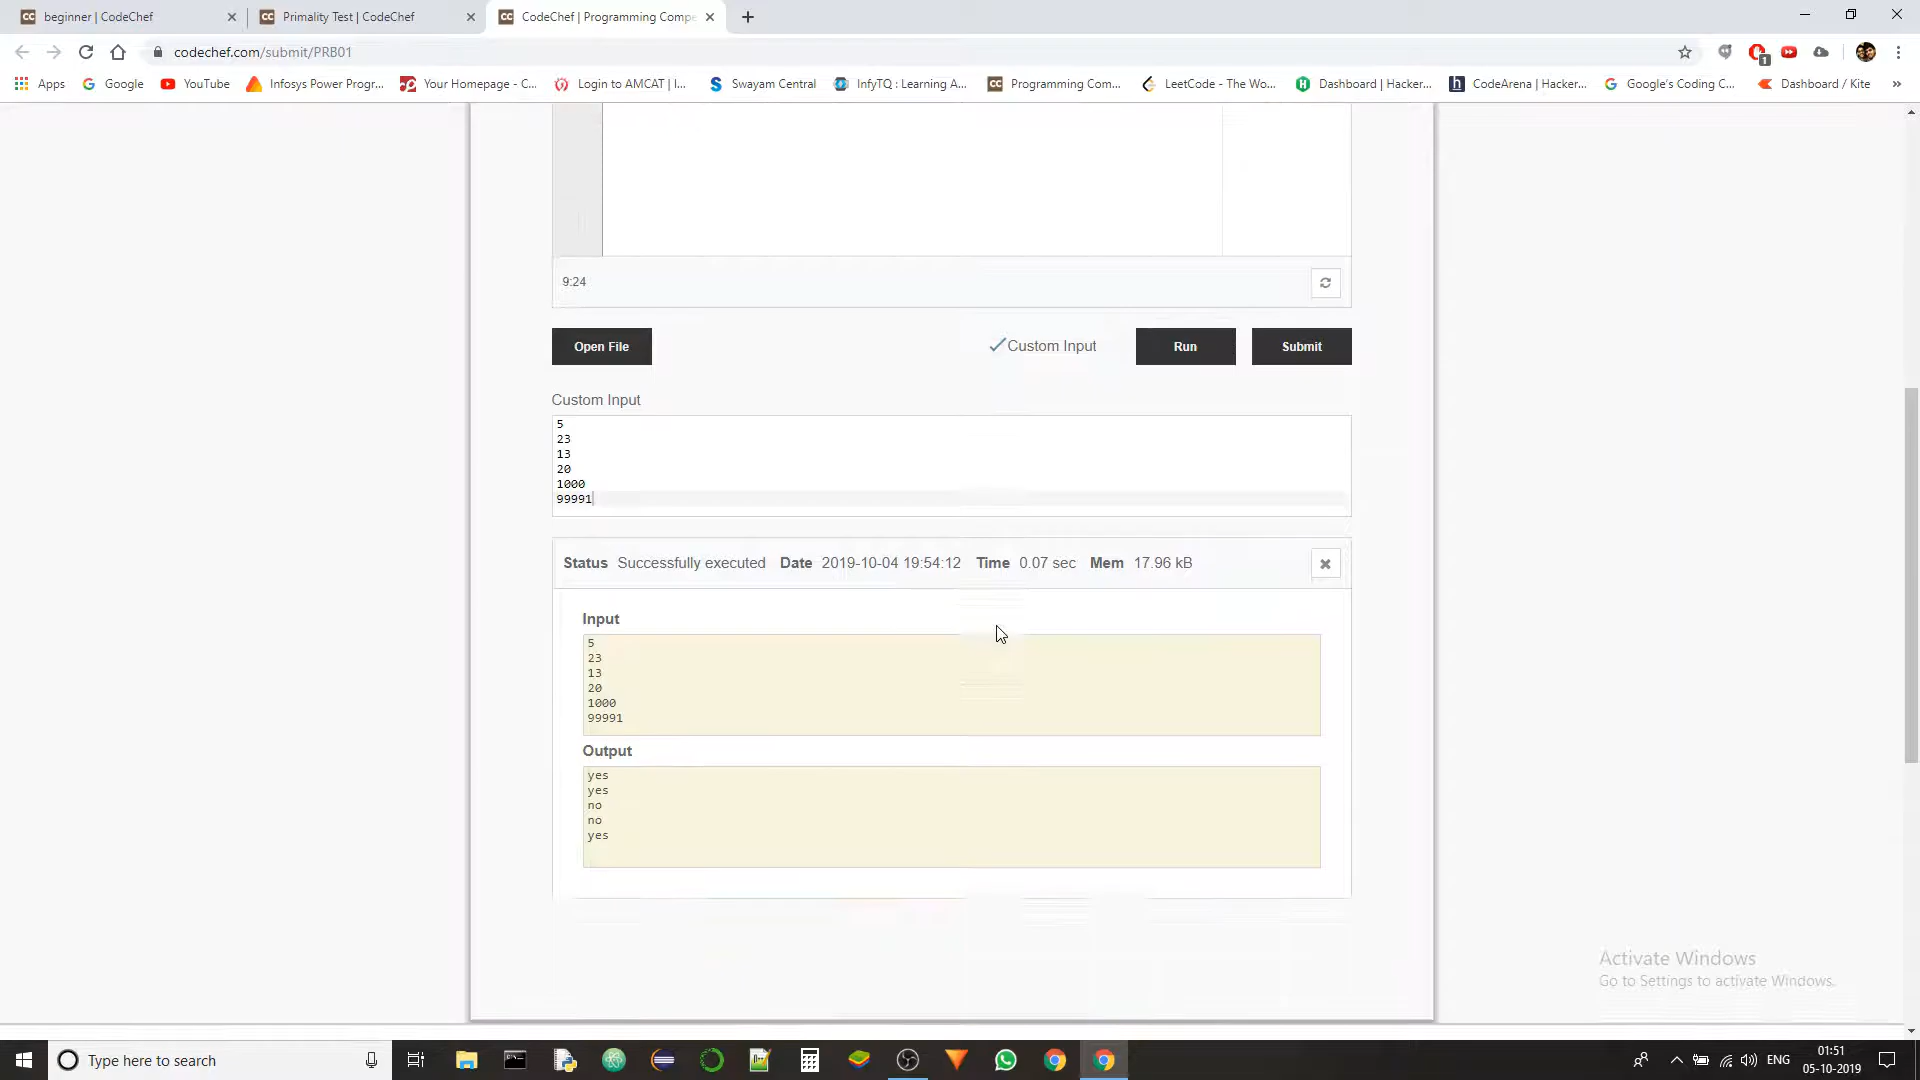 beginner | CodeChef
Primality Test | CodeChef
CodeChef | Programming Compe
codechef.com/submit/PRB01
1
Apps
Google
YouTube
Infosys Power Progr...
Your Homepage - C...
Login to AMCAT | I...
Swayam Central
InfyTQ : Learning A...
Programming Com...
LeetCode - The Wo...
Dashboard | Hacker...
CodeArena | Hacker...
Google's Coding C...
Dashboard / Kite
»
9:24
Open File
Custom Input
Run
Submit
Custom Input
5
23
13
20
1000
99991
Status Successfully executed Date 2019-10-04 19:54:12 Time 0.07 sec Mem 17.96 kB
Input
5
23
13
20
1000
99991
Output
yes
yes
no
no
yes
Activate Windows
Go to Settings to activate Windows.
Type here to search
ENG
01:51
05-10-2019